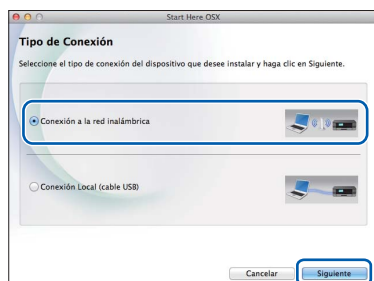 Start Here OSX
Tipo de Conexión
Seleccione el tipo de conexión del dispositivo que desee instalar y haga clic en Siguiente.
Conexión a la red inalámbrica
Conexión Local (cable USB)
Cancelar
Siguiente